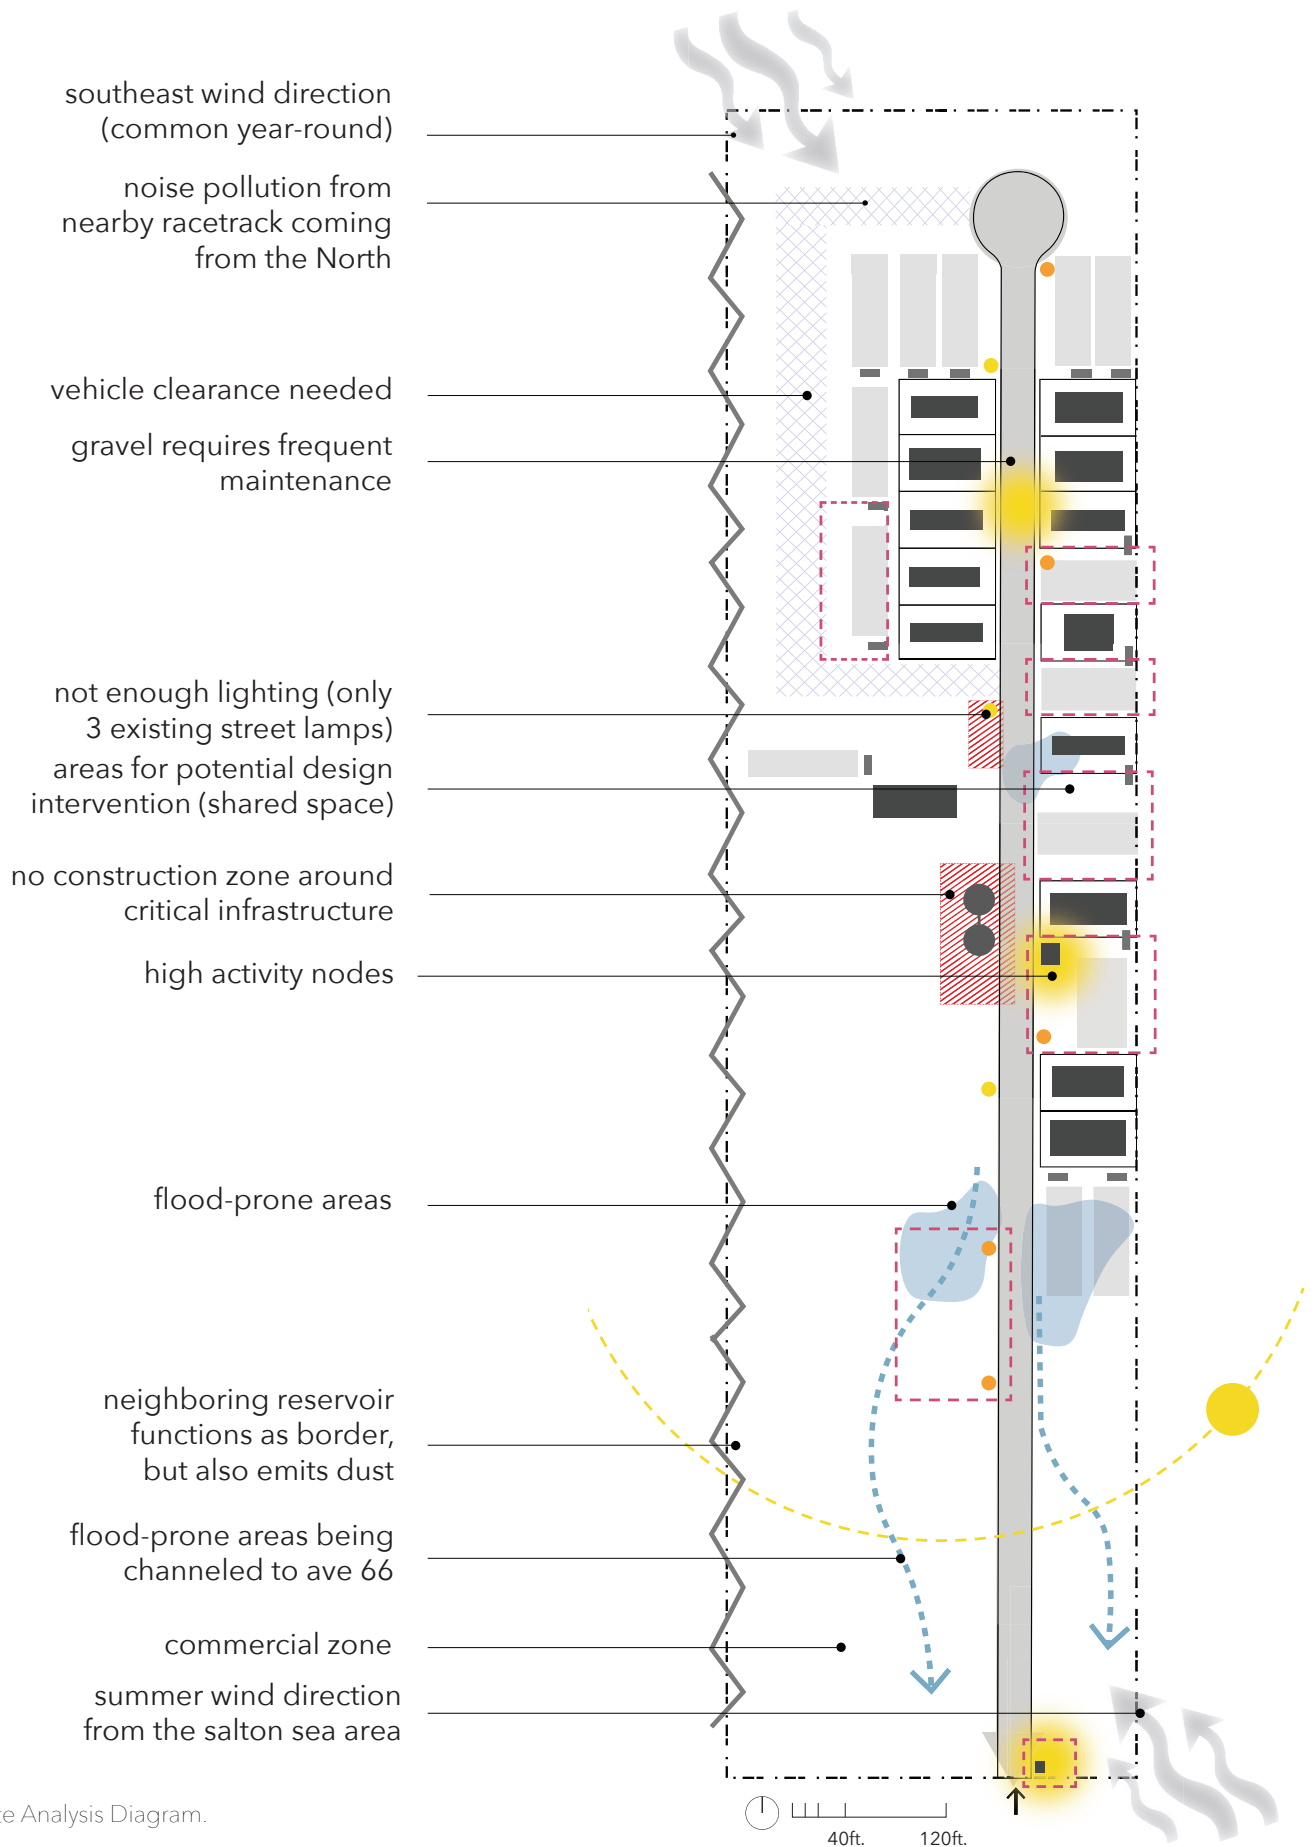 southeast wind direction
(common year-round)
noise pollution from
nearby racetrack coming
from the North
vehicle clearance needed
gravel requires frequent
maintenance
not enough lighting (only
3 existing street lamps)
areas for potential design
intervention (shared space)
no construction zone around
critical infrastructure
high activity nodes
flood-prone areas
neighboring reservoir
functions as border,
but also emits dust
flood-prone areas being
channeled to ave 66
commercial zone
summer wind direction
from the salton sea area
Analysis Diagram.
40ft.
120ft.